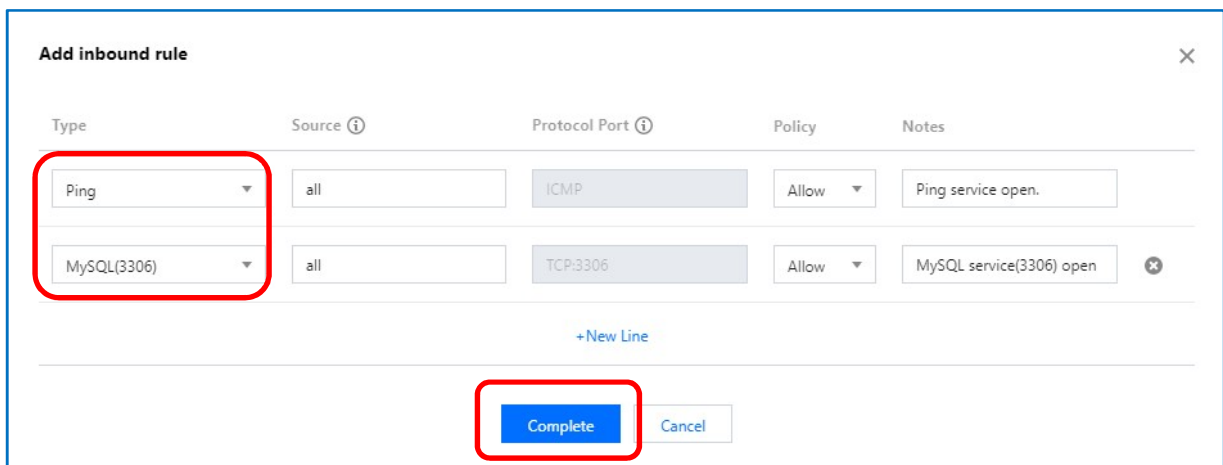 Add inbound rule
Type Source Protocol Port Policy Notes
Ping all ICMP Allow Ping service open.
MySQL(3306) all TCP:3306 Allow MySQL service(3306) open
+New Line
Complete Cancel